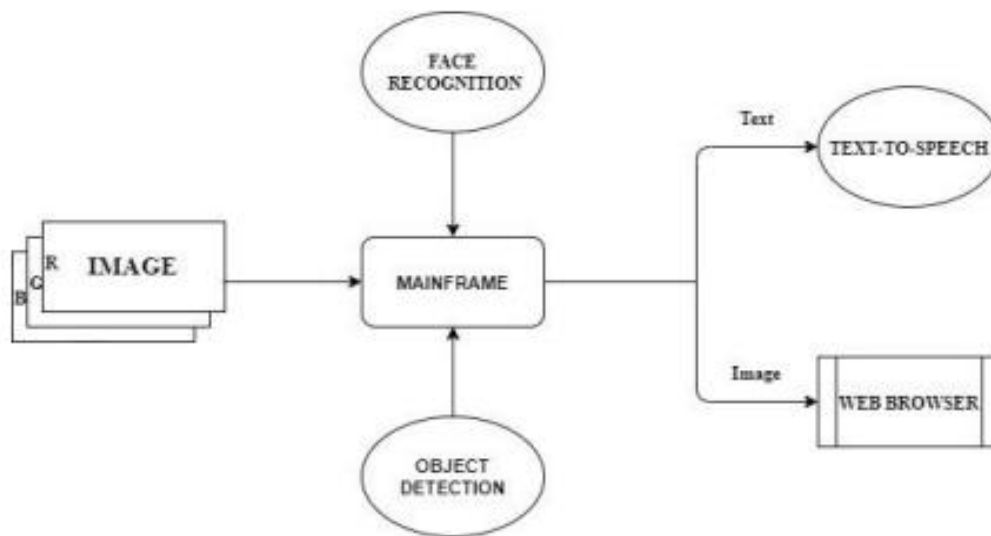 FACE
RECOGNITION
Text
TEXT-TO-SPEECH
R
IMAGE
G
B
MAINFRAME
Image
WEB BROWSER
OBJECT
DETECTION